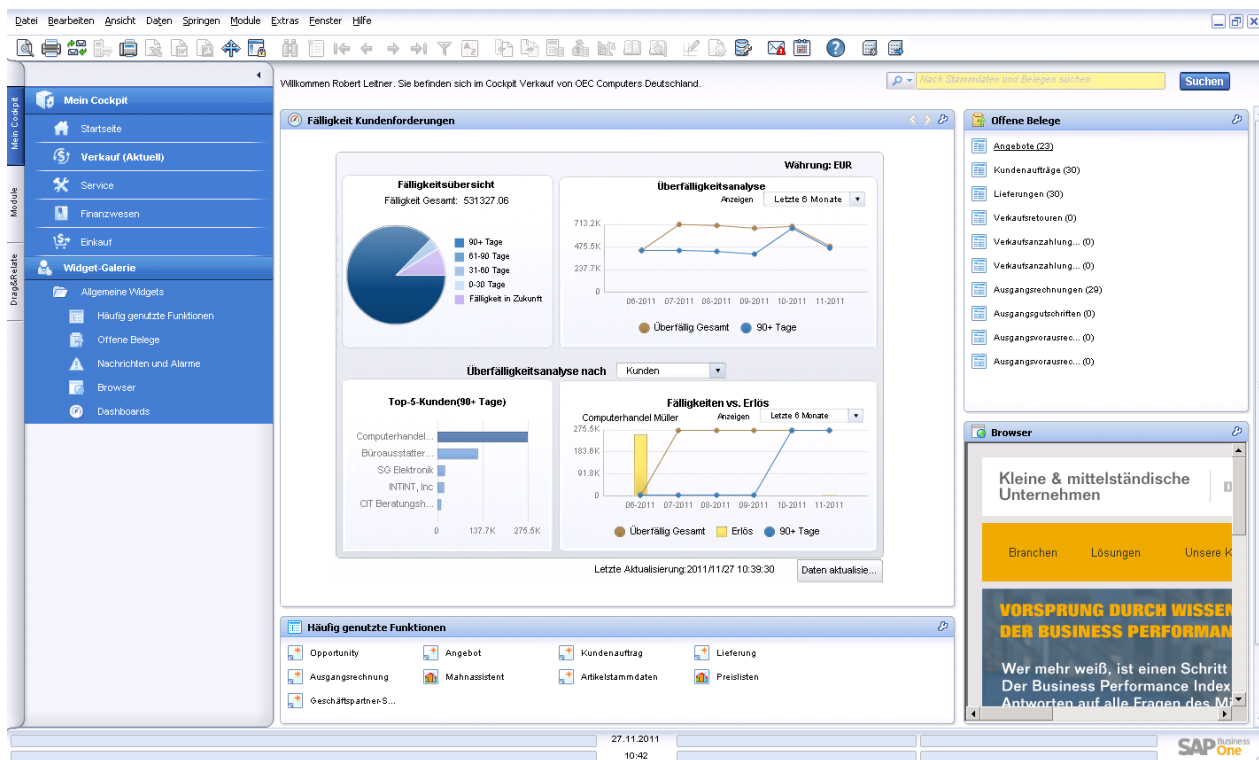 Datei Bearbeiten Ansicht Daten Springen Module Extras Fenster Hilfe
Willkommen Robert Leitner. Sie befinden sich im Cockpit Verkauf von OEC Computers Deutschland.
Nach Stammdaten und Belegen suchen
Suchen
Mein Cockpit
Module
Drag&Relate
Mein Cockpit
Startseite
Verkauf (Aktuell)
Service
Finanzwesen
Einkauf
Widget-Galerie
Allgemeine Widgets
Häufig genutzte Funktionen
Offene Belege
Nachrichten und Alarme
Browser
Dashboards
Fälligkeit Kundenforderungen
Währung: EUR
Fälligkeitsübersicht
Fälligkeit Gesamt: 531327.06
90+ Tage
61-90 Tage
31-60 Tage
0-30 Tage
Fälligkeit in Zukunft
Überfälligkeitsanalyse
Anzeigen Letzte 6 Monate
713.2K
475.5K
237.7K
0
06-2011 07-2011 08-2011 09-2011 10-2011 11-2011
Überfällig Gesamt 90+ Tage
Überfälligkeitsanalyse nach Kunden
Top-5-Kunden(90+ Tage)
Computerhandel...
Büroausstatter...
SG Elektronik
INTINT, Inc
CIT Beratungsh...
0 137.7K 275.5K
Fälligkeiten vs. Erlös
Computerhandel Müller Anzeigen Letzte 6 Monate
275.5K
183.6K
91.8K
0
06-2011 07-2011 08-2011 09-2011 10-2011 11-2011
Überfällig Gesamt Erlös 90+ Tage
Letzte Aktualisierung:2011/11/27 10:39:30 Daten aktualisie...
Häufig genutzte Funktionen
Opportunity Angebot Kundenauftrag Lieferung
Ausgangsrechnung Mahnassistent Artikelstammdaten Preislisten
Geschäftspartner-S...
Offene Belege
Angebote (23)
Kundenaufträge (30)
Lieferungen (30)
Verkaufsretouren (0)
Verkaufsanzahlung... (0)
Verkaufsanzahlung... (0)
Ausgangsrechnungen (29)
Ausgangsgutschriften (0)
Ausgangsvorausrec... (0)
Ausgangsvorausrec... (0)
Browser
Kleine & mittelständische
Unternehmen
Branchen Lösungen Unsere K
VORSPRUNG DURCH WISSEN
DER BUSINESS PERFORMAN
Wer mehr weiß, ist einen Schritt
Der Business Performance Index
Antworten auf alle Fragen des Mi
27.11.2011
10:42
SAP Business One